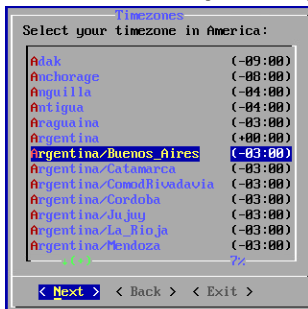 Timezones
Select your timezone in America:
Adak (-09:00)
Anchorage (-08:00)
Anguilla (-04:00)
Antigua (-04:00)
Araguaina (-03:00)
Argentina (+00:00)
Argentina/Buenos_Aires (-03:00)
Argentina/Catamarca (-03:00)
Argentina/ComodRivadavia (-03:00)
Argentina/Cordoba (-03:00)
Argentina/Jujuy (-03:00)
Argentina/La_Rioja (-03:00)
Argentina/Mendoza (-03:00)
↓(+) 7%
< Next > < Back > < Exit >